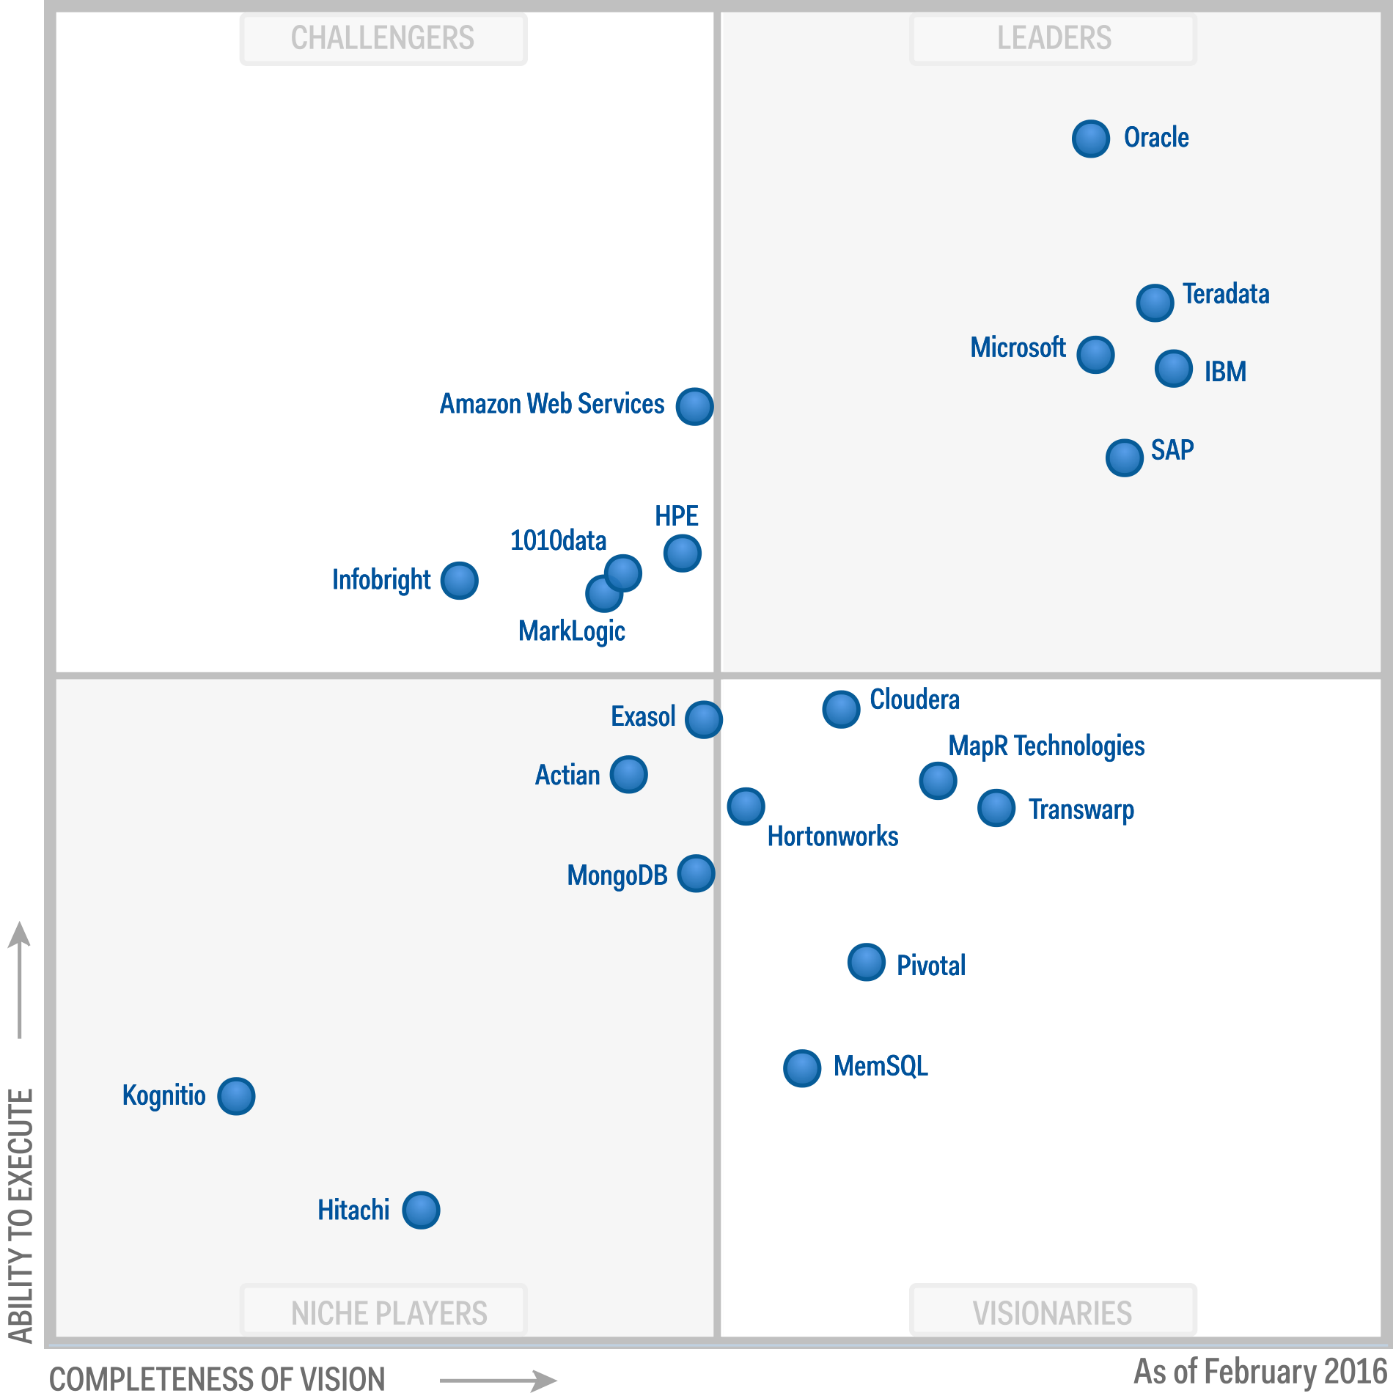 CHALLENGERS
LEADERS
Oracle
Teradata
Microsoft
IBM
Amazon Web Services
SAP
HPE
1010data
Infobright
MarkLogic
Cloudera
Exasol
MapR Technologies
Actian
Transwarp
Hortonworks
MongoDB
Pivotal
MemSQL
Kognitio
Hitachi
NICHE PLAYERS
VISIONARIES
ABILITY TO EXECUTE
COMPLETENESS OF VISION
As of February 2016